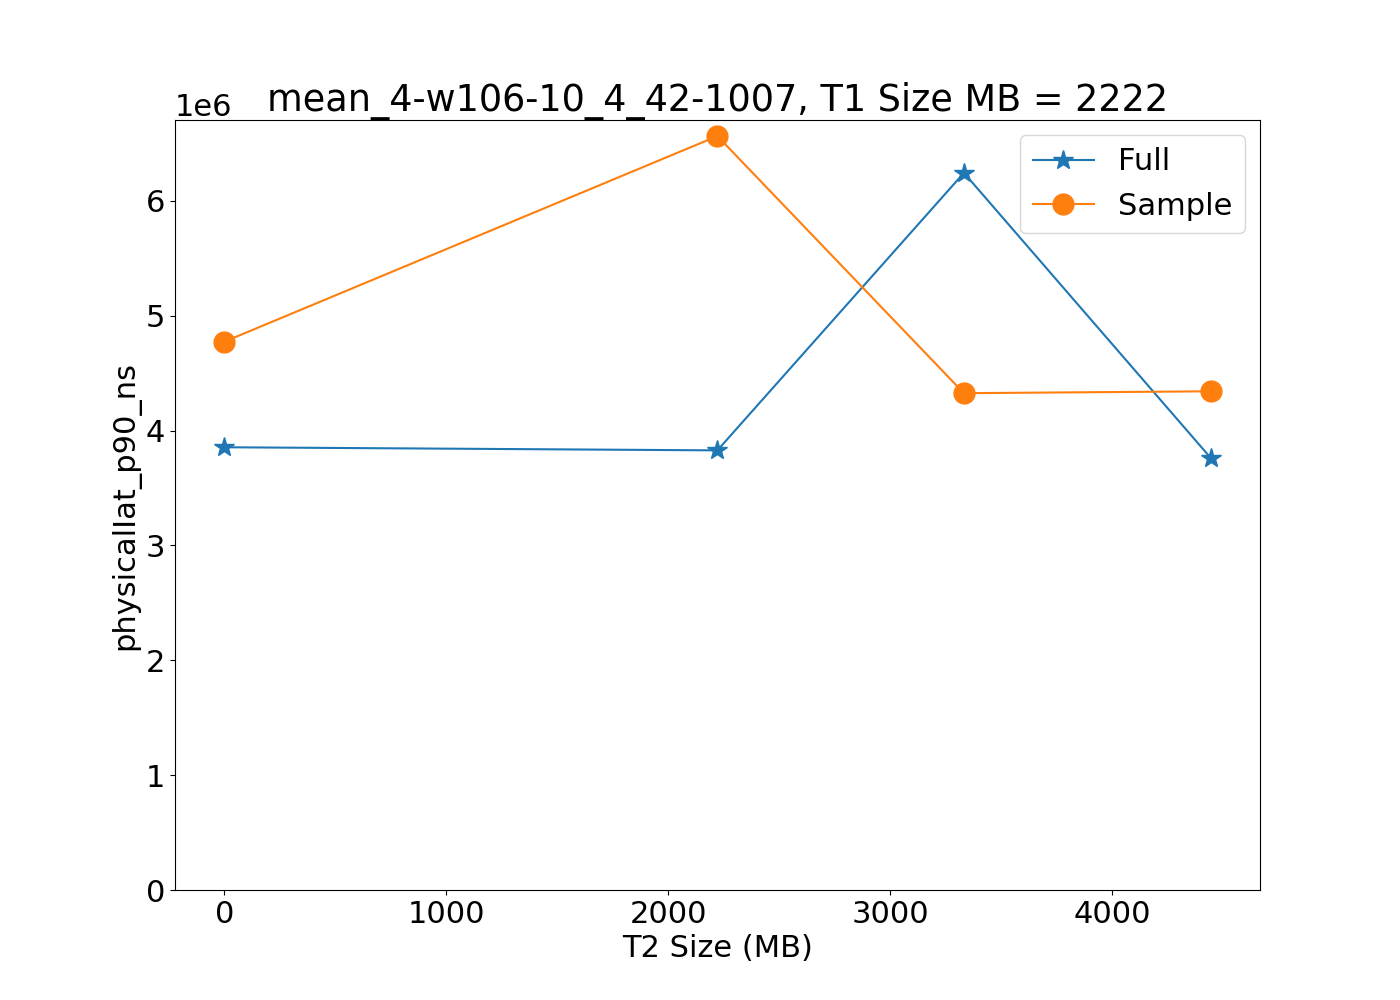 1e6
mean_4-w106-10_4_42-1007, T1 Size MB = 2222
Full
Sample
physicallat_p90_ns
6
5
4
3
2
1
0
0 1000 2000 3000 4000
T2 Size (MB)